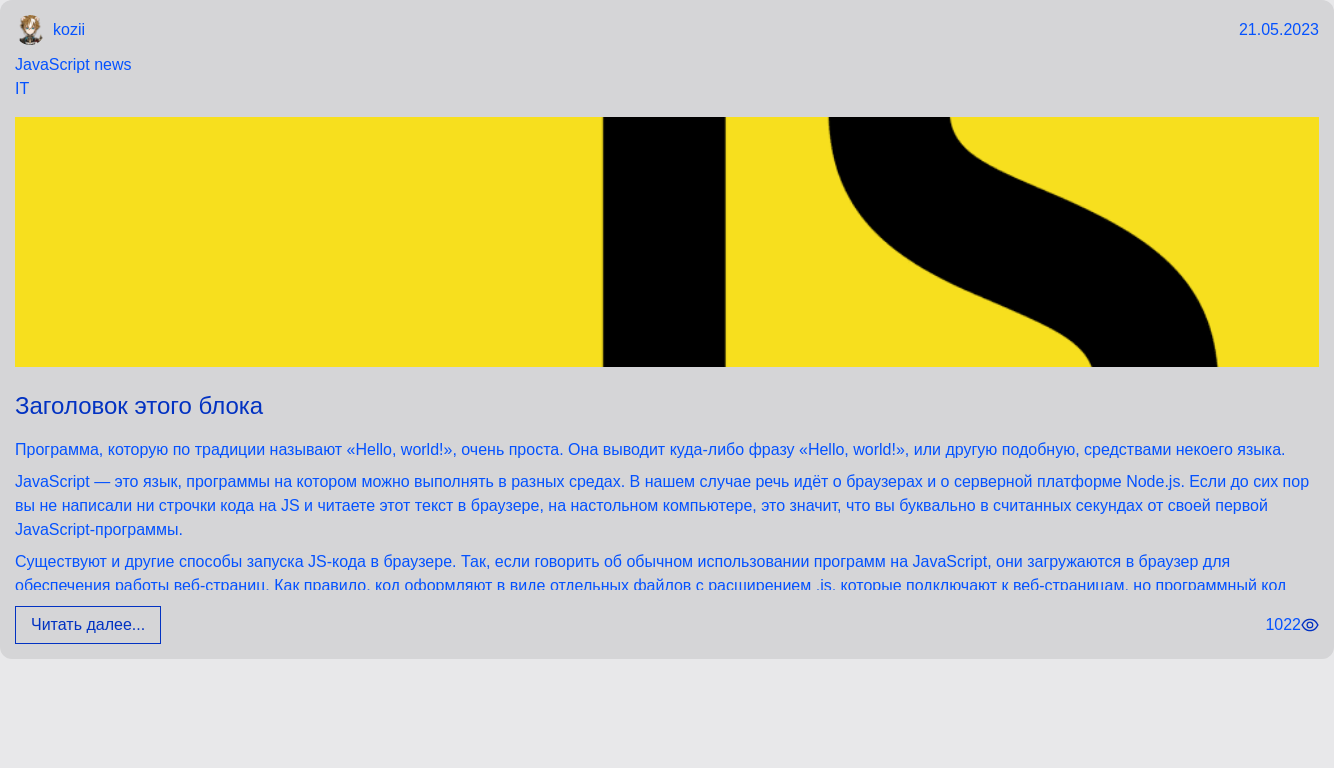 kozii
21.05.2023
JavaScript news
IT
JS
Заголовок этого блока
Программа, которую по традиции называют «Hello, world!», очень проста. Она выводит куда-либо фразу «Hello, world!», или другую подобную, средствами некоего языка.
JavaScript — это язык, программы на котором можно выполнять в разных средах. В нашем случае речь идёт о браузерах и о серверной платформе Node.js. Если до сих пор
вы не написали ни строчки кода на JS и читаете этот текст в браузере, на настольном компьютере, это значит, что вы буквально в считанных секундах от своей первой
JavaScript-программы.
Существуют и другие способы запуска JS-кода в браузере. Так, если говорить об обычном использовании программ на JavaScript, они загружаются в браузер для
обеспечения работы веб-страниц. Как правило, код оформляют в виде отдельных файлов с расширением .js, которые подключают к веб-страницам, но программный код
Читать далее...
1022